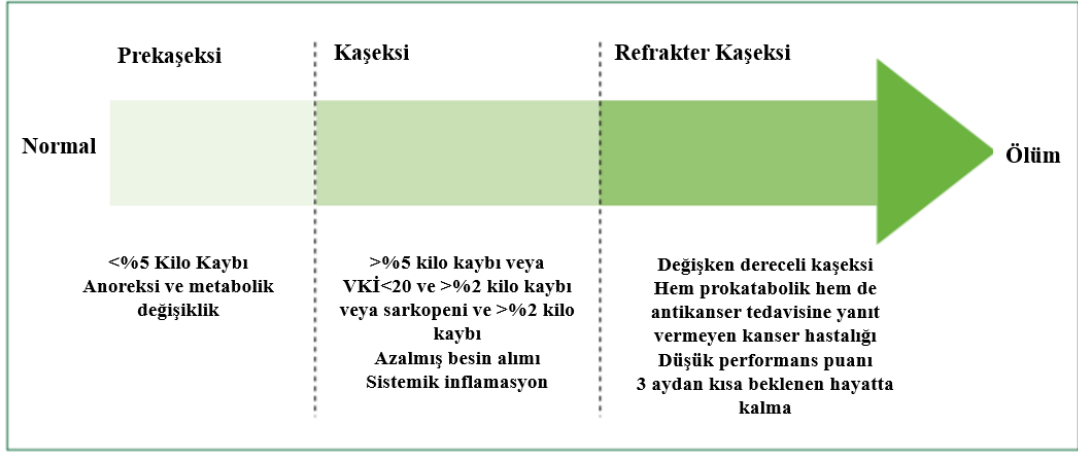 Prekaşeksi
Kaşeksi
Refrakter Kaşeksi
Normal
Ölüm
<%5 Kilo Kaybı
Anoreksi ve metabolik
değişiklik
>%5 kilo kaybı veya
VKİ<20 ve >%2 kilo kaybı
veya sarkopeni ve >%2 kilo
kaybı
Azalmış besin alımı
Sistemik inflamasyon
Değişken dereceli kaşeksi
Hem prokatabolik hem de
antikanser tedavisine yanıt
vermeyen kanser hastalığı
Düşük performans puanı
3 aydan kısa beklenen hayatta
kalma